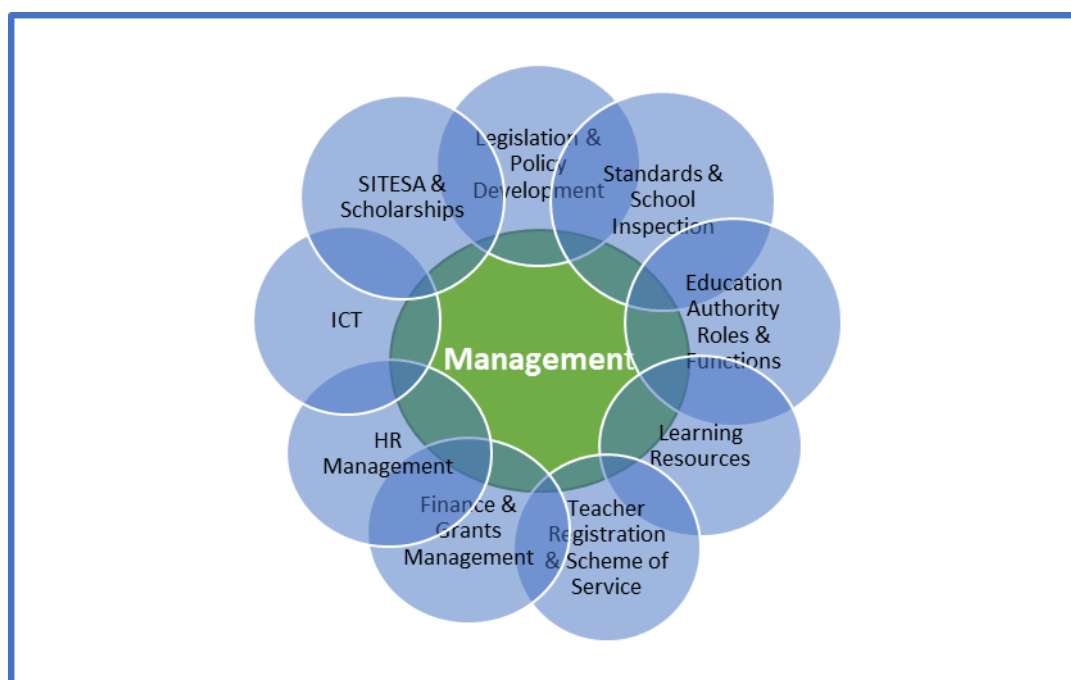 Legislation &
Policy
Development
Standards &
School
Inspection
Education
Authority
Roles &
Functions
Learning
Resources
Teacher
Registration
& Scheme of
Service
Finance &
Grants
Management
HR
Management
ICT
SITESA &
Scholarships
Management